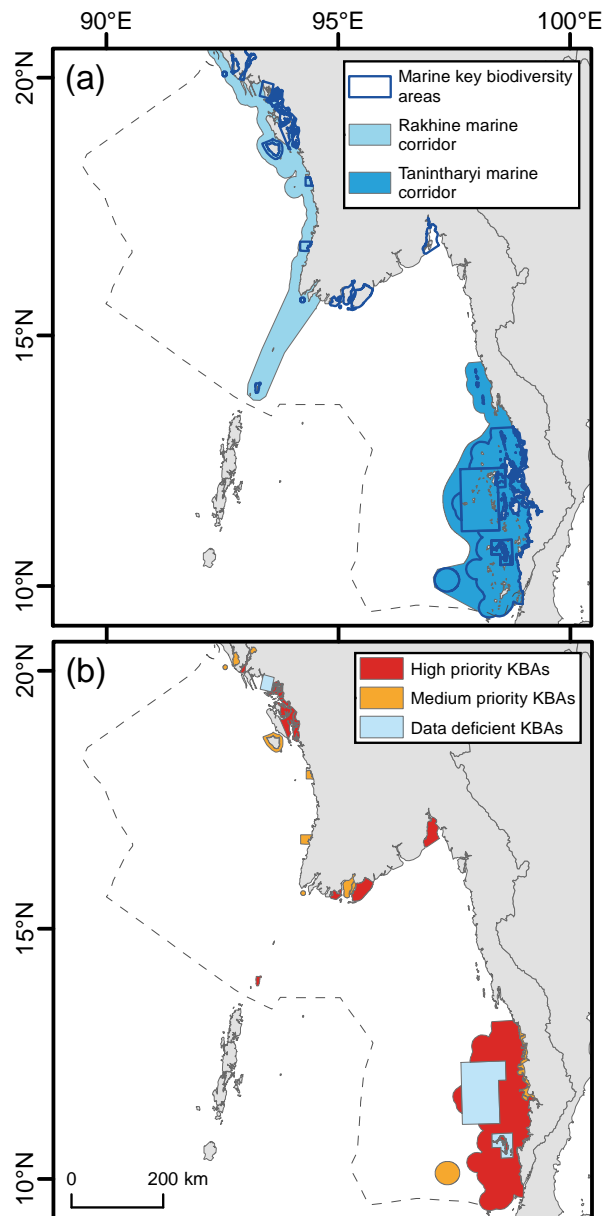 90°E 95°E 100°E
(a)
20°N
15°N
10°N
Marine key biodiversity
areas
Rakhine marine
corridor
Tanintharyi marine
corridor
(b)
20°N
15°N
10°N
High priority KBAs
Medium priority KBAs
Data deficient KBAs
0 200 km